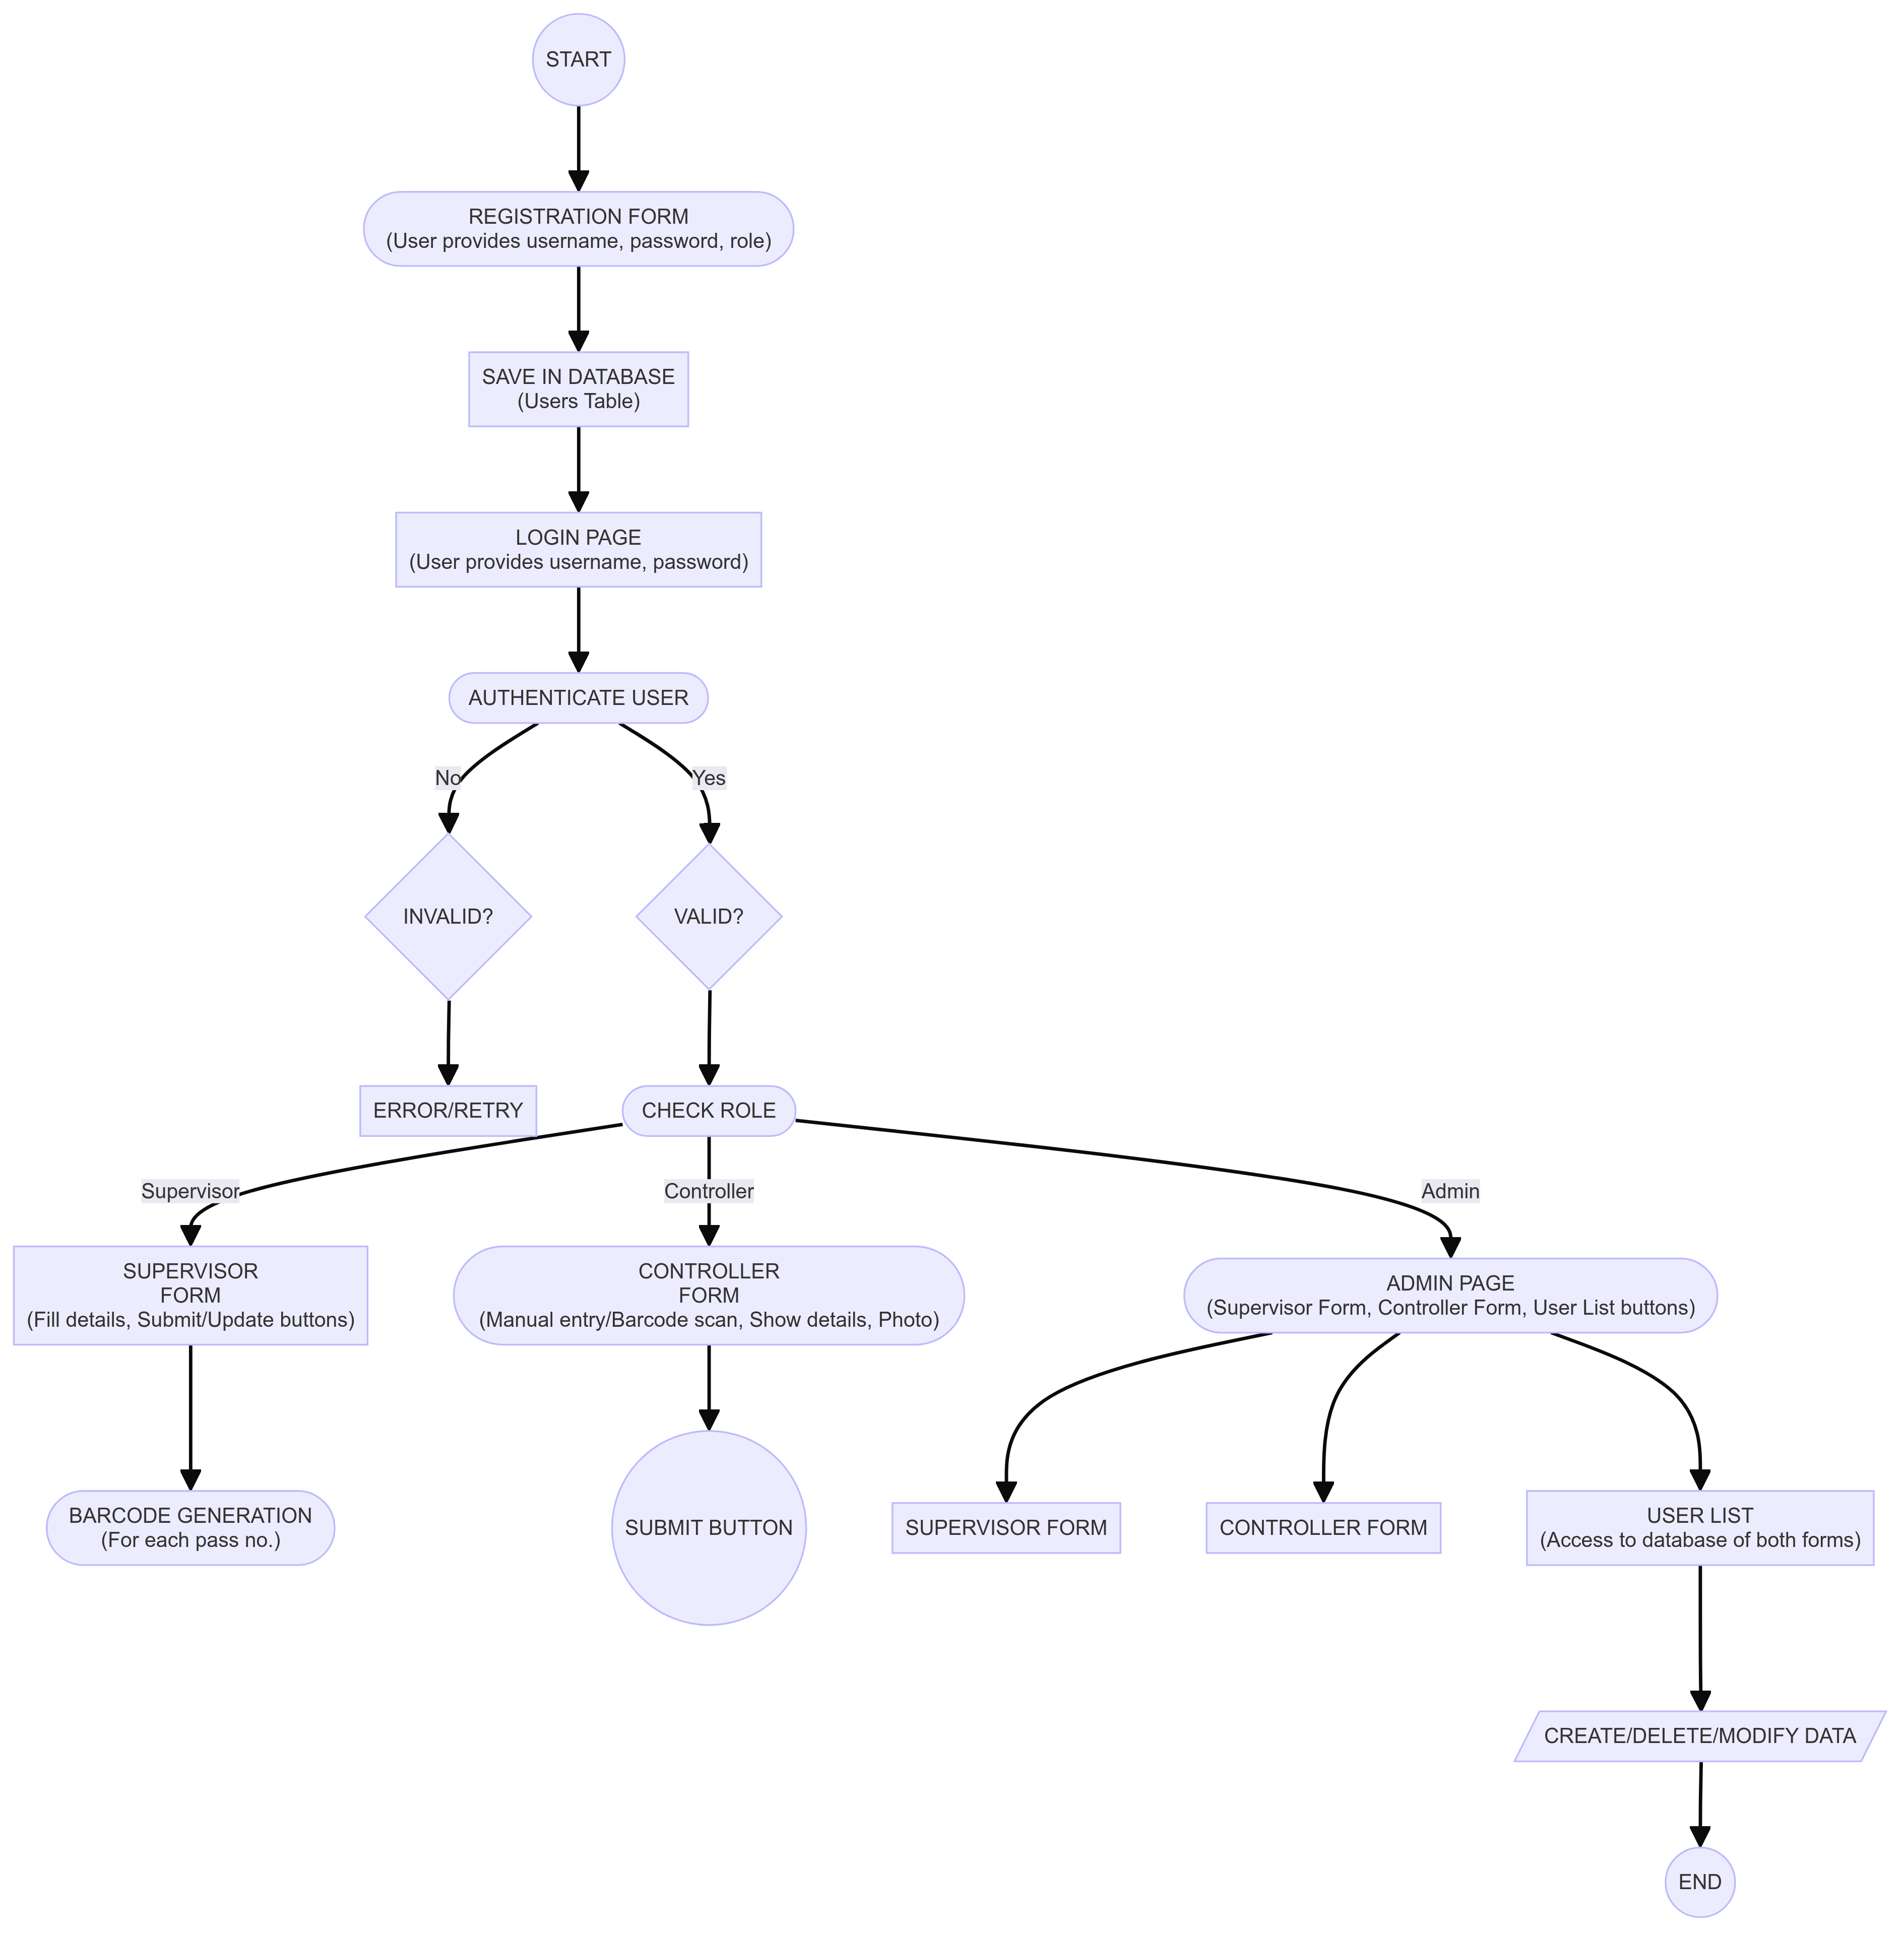 START
REGISTRATION FORM
(User provides username, password, role)
SAVE IN DATABASE
(Users Table)
LOGIN PAGE
(User provides username, password)
AUTHENTICATE USER
No
Yes
INVALID?
VALID?
ERROR/RETRY
CHECK ROLE
Supervisor
Controller
Admin
SUPERVISOR
FORM
(Fill details, Submit/Update buttons)
CONTROLLER
FORM
(Manual entry/Barcode scan, Show details, Photo)
ADMIN PAGE
(Supervisor Form, Controller Form, User List buttons)
BARCODE GENERATION
(For each pass no.)
SUBMIT BUTTON
SUPERVISOR FORM
CONTROLLER FORM
USER LIST
(Access to database of both forms)
CREATE/DELETE/MODIFY DATA
END